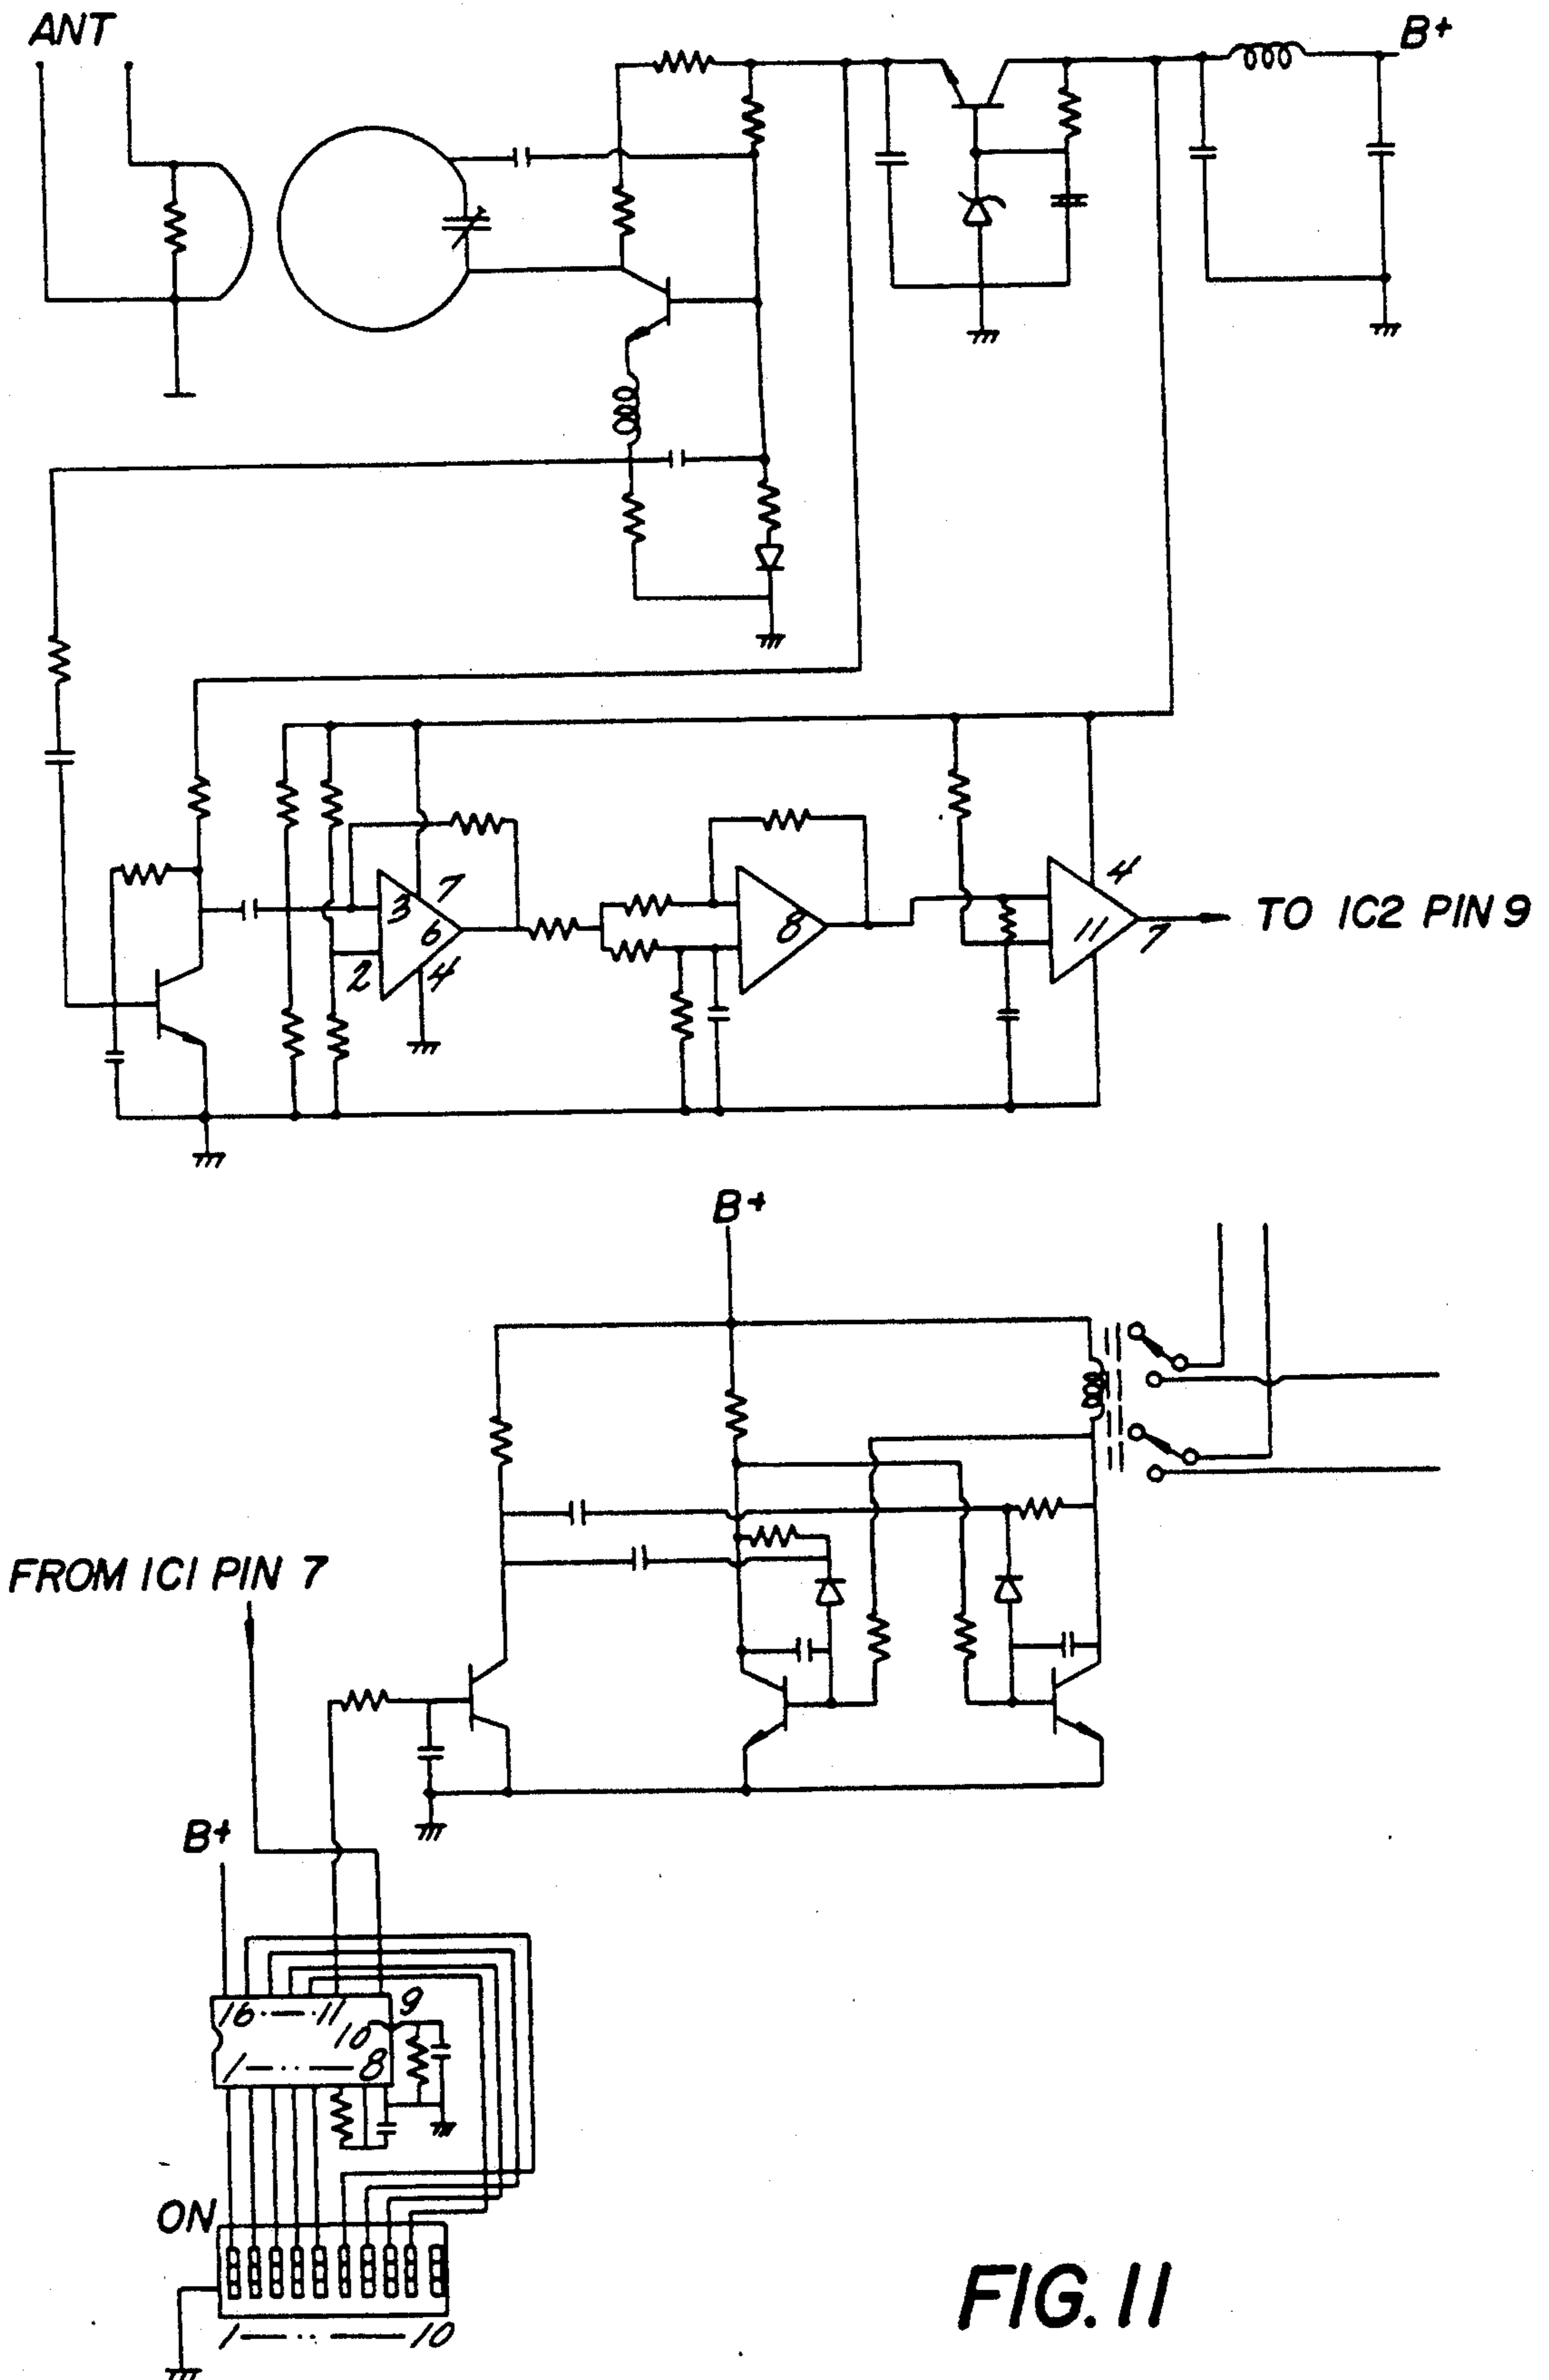 ANT
B+
3
7
6
2
4
8
4
11
7
TO IC2 PIN 9
B+
FROM IC1 PIN 7
B+
16 -·-·- 11
9
10
1 -··- 8
ON
1 -··- 10
FIG. 11